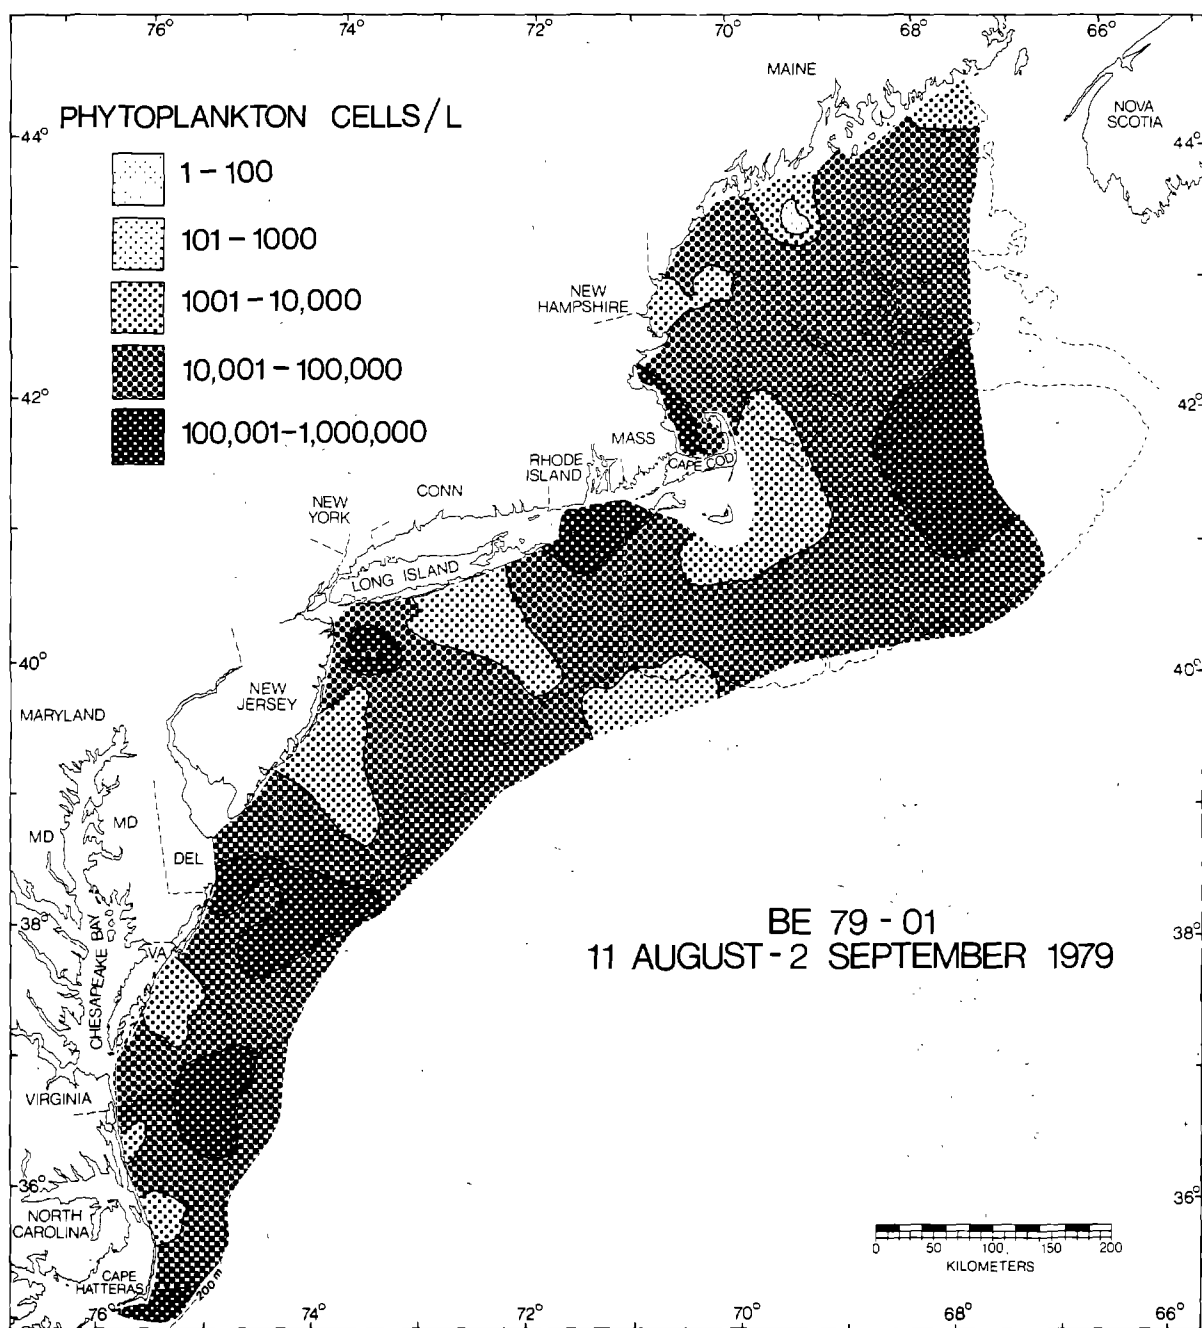 76°
74°
72°
70°
68°
66°
MAINE
NOVA
SCOTIA
PHYTOPLANKTON CELLS/L
44°
44°
1-100
101-1000
1001-10,000
10,001-100,000
100,001-1,000,000
NEW
HAMPSHIRE
42°
42°
MASS
CAPE COD
RHODE
ISLAND
CONN
NEW
YORK
LONG ISLAND
40°
40°
NEW
JERSEY
MARYLAND
MD
MD
DEL
38°
38°
CHESAPEAKE BAY
VA
BE 79-01
11 AUGUST-2 SEPTEMBER 1979
VIRGINIA
36°
36°
NORTH
CAROLINA
CAPE
HATTERAS
200 m
0 50 100 150 200
KILOMETERS
76°
74°
72°
70°
68°
66°